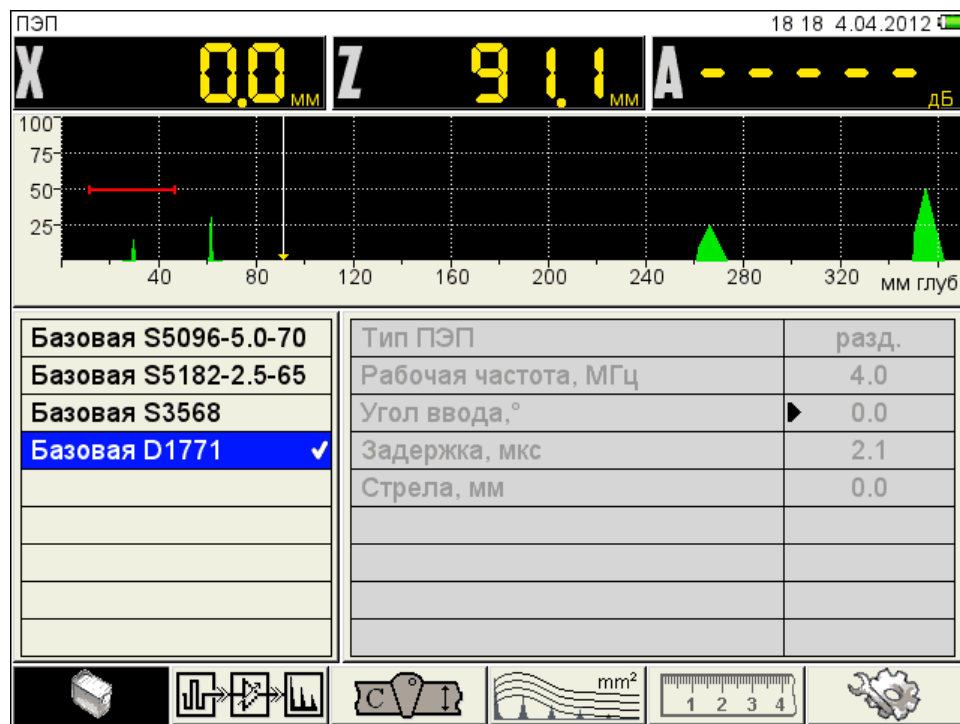 ПЭП 18 18 4.04.2012
X 0.0 мм Z 91.1 мм A - - - - - дБ
100
75
50
25
40 80 120 160 200 240 280 320 мм глуб
Базовая S5096-5.0-70
Базовая S5182-2.5-65
Базовая S3568
Базовая D1771
Тип ПЭП разд.
Рабочая частота, МГц 4.0
Угол ввода,° 0.0
Задержка, мкс 2.1
Стрела, мм 0.0
C mm² 1 2 3 4